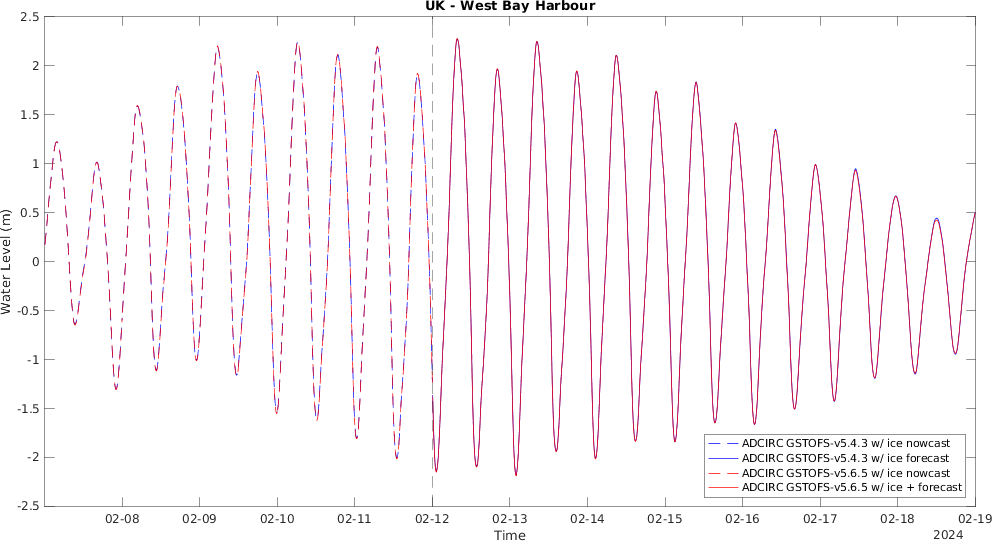 UK - West Bay Harbour
2.5
2
1.5
1
0.5
0
-0.5
-1
-1.5
-2
-2.5
Water Level (m)
ADCIRC GSTOFS-v5.4.3 w/ ice nowcast
ADCIRC GSTOFS-v5.4.3 w/ ice forecast
ADCIRC GSTOFS-v5.6.5 w/ ice nowcast
ADCIRC GSTOFS-v5.6.5 w/ ice + forecast
02-08 02-09 02-10 02-11 02-12 02-13 02-14 02-15 02-16 02-17 02-18 02-19
Time
2024